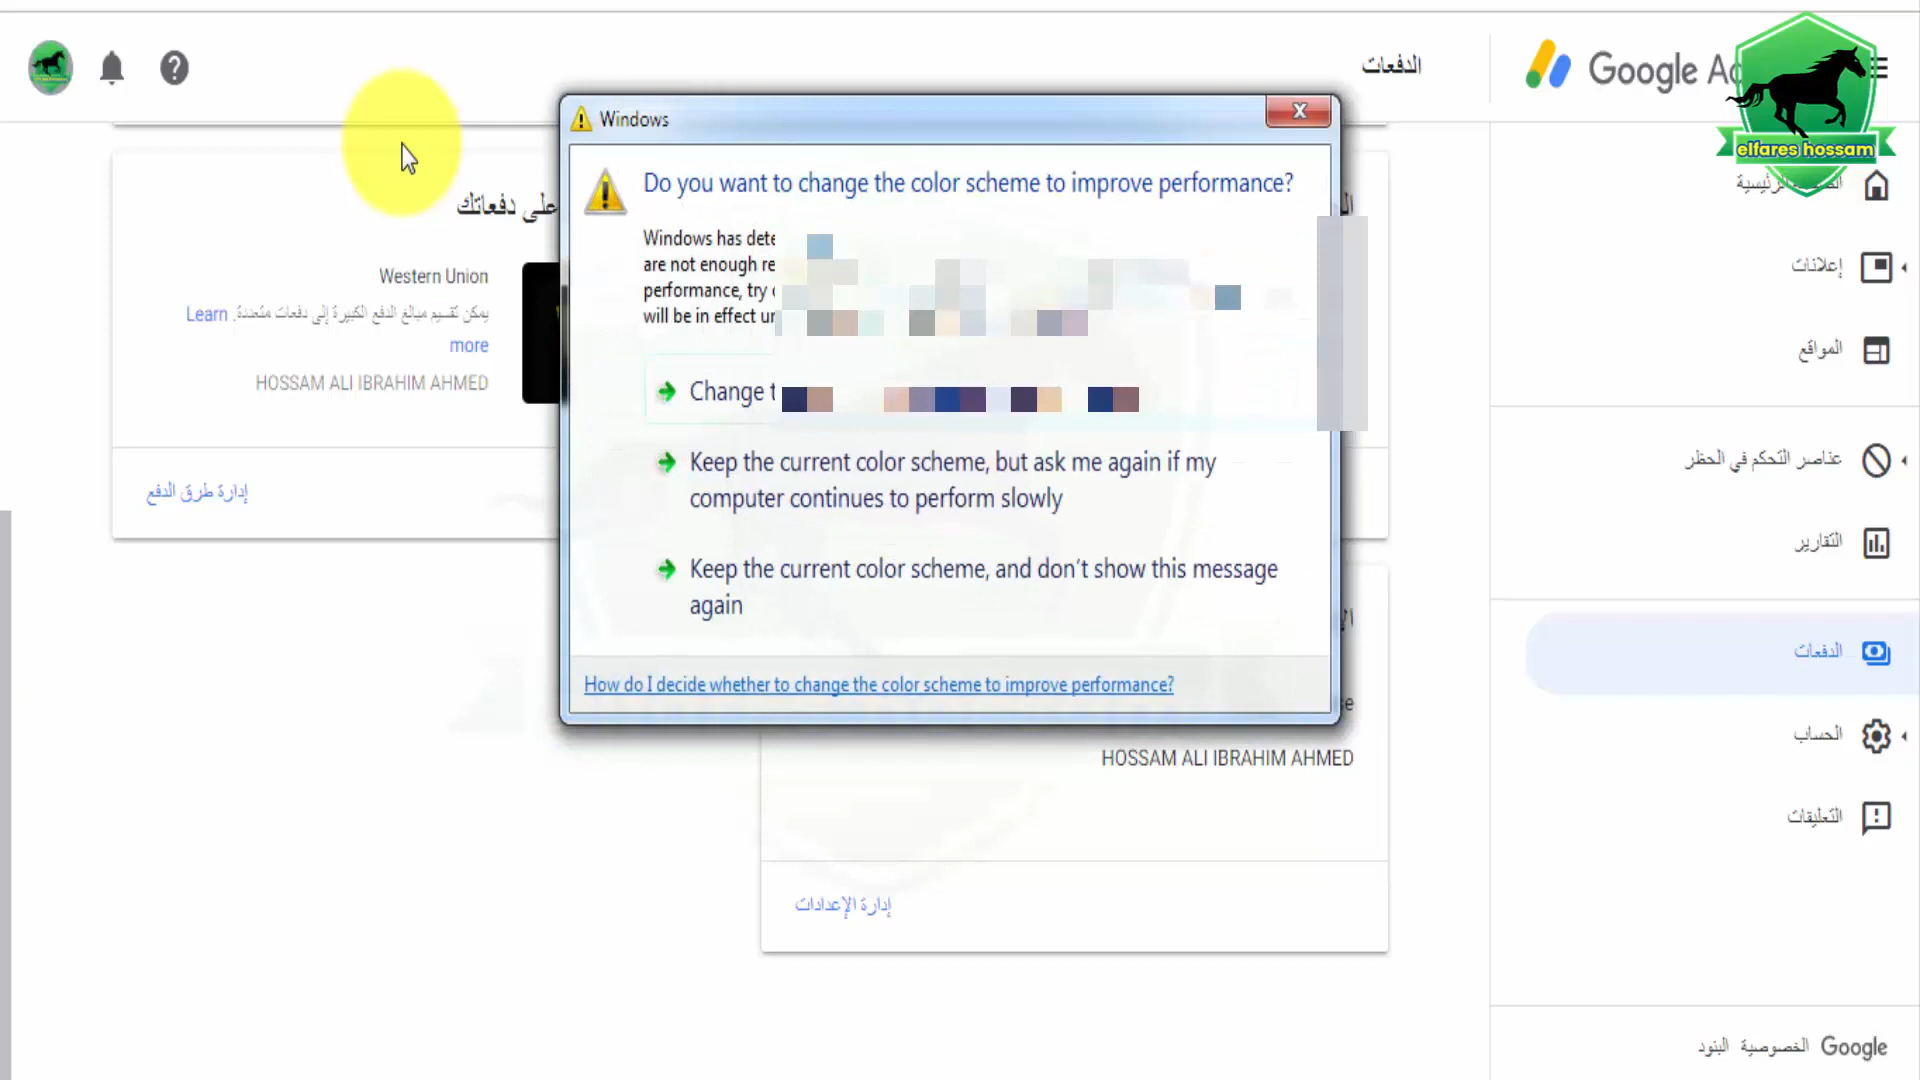 الدفعات
Google
elfares hossam
Windows
Do you want to change the color scheme to improve performance?
Windows has
are not enough
performance, try
will be in effect
Change
Keep the current color scheme, but ask me again if my
computer continues to perform slowly
Keep the current color scheme, and don't show this message
again
How do I decide whether to change the color scheme to improve performance?
على دفعاتك
Western Union
يمكن تقسيم مبالغ الدفع الكبيرة إلى دفعات متعددة. Learn
more
HOSSAM ALI IBRAHIM AHMED
إدارة طرق الدفع
HOSSAM ALI IBRAHIM AHMED
إدارة الإعدادات
إعلانات
المواقع
عناصر التحكم في الحظر
التقارير
الدفعات
الحساب
التعليقات
Google الخصوصية البنود